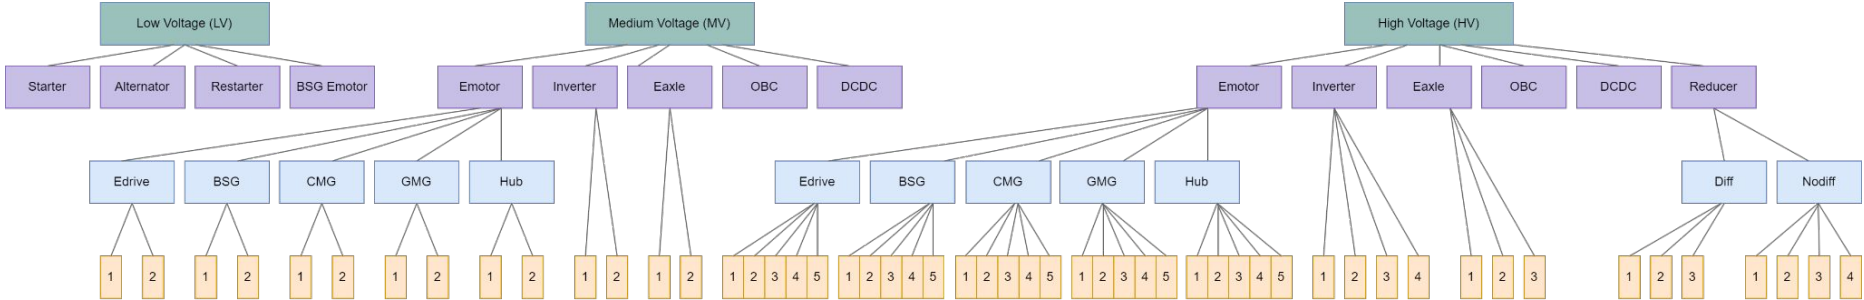 Low Voltage (LV) Medium Voltage (MV) High Voltage (HV)
Starter Alternator Restarter BSG Emotor Emotor Inverter Eaxle OBC DCDC Emotor Inverter Eaxle OBC DCDC Reducer
Edrive BSG CMG GMG Hub Edrive BSG CMG GMG Hub Diff Nodiff
1 2 1 2 1 2 1 2 1 2 1 2 1 2 1 2 3 4 5 1 2 3 4 5 1 2 3 4 5 1 2 3 4 5 1 2 3 4 5 1 2 3 4 1 2 3 1 2 3 1 2 3 4